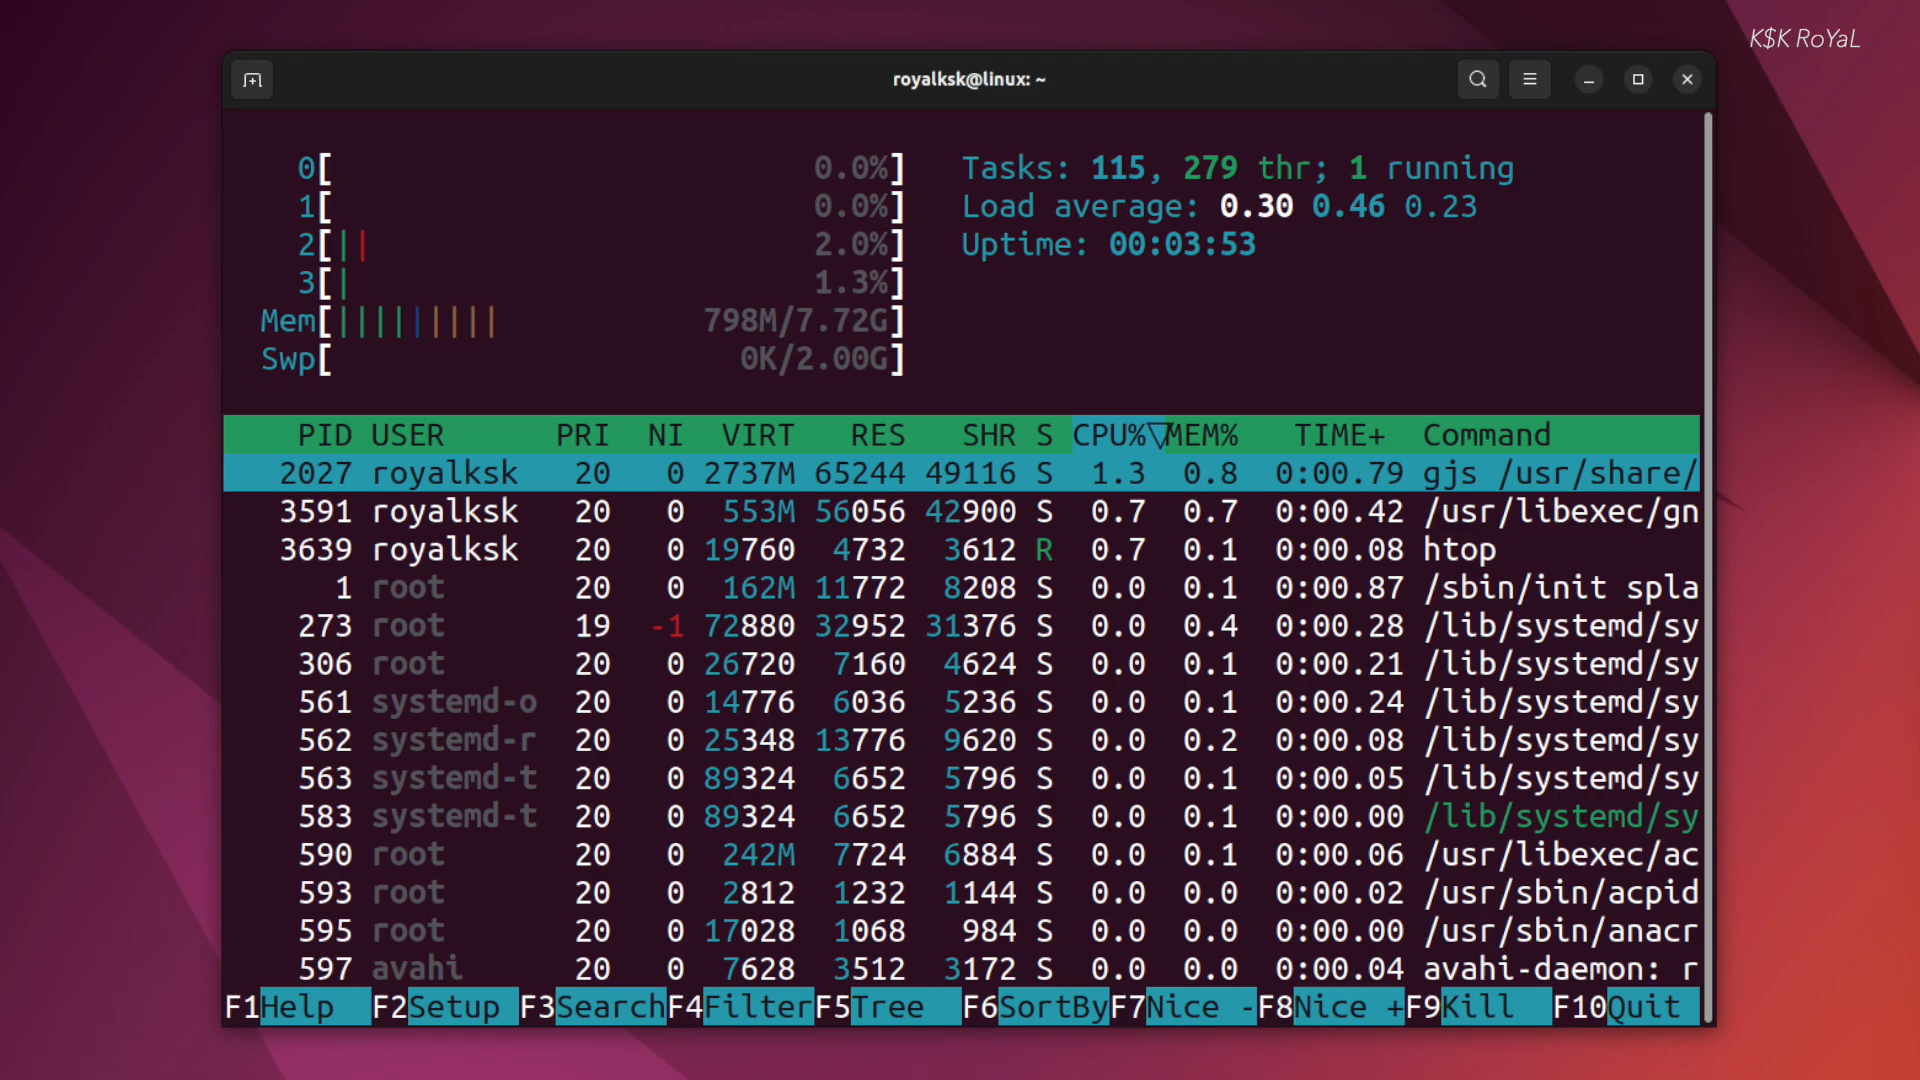 K$K RoYaL
royalksk@linux: ~
0[ 0.0%] Tasks: 115, 279 thr; 1 running
1[ 0.0%] Load average: 0.30 0.46 0.23
2[|| 2.0%] Uptime: 00:03:53
3[| 1.3%]
Mem[||||||||| 798M/7.72G]
Swp[ 0K/2.00G]
PID USER PRI NI VIRT RES SHR S CPU%▽MEM% TIME+ Command
2027 royalksk 20 0 2737M 65244 49116 S 1.3 0.8 0:00.79 gjs /usr/share/
3591 royalksk 20 0 553M 56056 42900 S 0.7 0.7 0:00.42 /usr/libexec/gn
3639 royalksk 20 0 19760 4732 3612 R 0.7 0.1 0:00.08 htop
1 root 20 0 162M 11772 8208 S 0.0 0.1 0:00.87 /sbin/init spla
273 root 19 -1 72880 32952 31376 S 0.0 0.4 0:00.28 /lib/systemd/sy
306 root 20 0 26720 7160 4624 S 0.0 0.1 0:00.21 /lib/systemd/sy
561 systemd-o 20 0 14776 6036 5236 S 0.0 0.1 0:00.24 /lib/systemd/sy
562 systemd-r 20 0 25348 13776 9620 S 0.0 0.2 0:00.08 /lib/systemd/sy
563 systemd-t 20 0 89324 6652 5796 S 0.0 0.1 0:00.05 /lib/systemd/sy
583 systemd-t 20 0 89324 6652 5796 S 0.0 0.1 0:00.00 /lib/systemd/sy
590 root 20 0 242M 7724 6884 S 0.0 0.1 0:00.06 /usr/libexec/ac
593 root 20 0 2812 1232 1144 S 0.0 0.0 0:00.02 /usr/sbin/acpid
595 root 20 0 17028 1068 984 S 0.0 0.0 0:00.00 /usr/sbin/anacr
597 avahi 20 0 7628 3512 3172 S 0.0 0.0 0:00.04 avahi-daemon: r
F1Help F2Setup F3SearchF4FilterF5Tree F6SortByF7Nice -F8Nice +F9Kill F10Quit